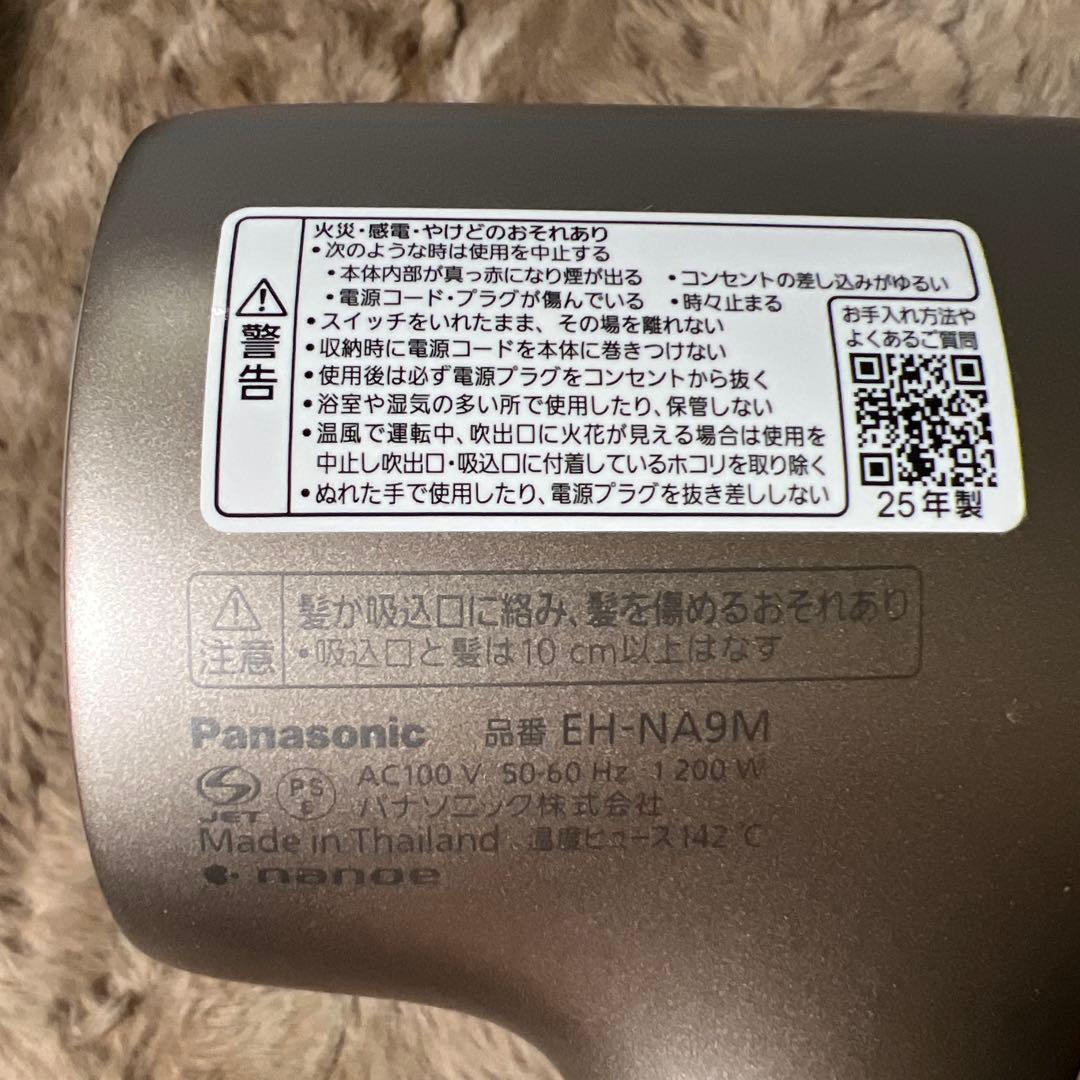 警告
火災・感電・やけどのおそれあり
・次のような時は使用を中止する
・本体内部が真っ赤になり煙が出る ・コンセントの差し込みがゆるい
・電源コード・プラグが傷んでいる ・時々止まる
・スイッチをいれたまま、その場を離れない
・収納時に電源コードを本体に巻きつけない
・使用後は必ず電源プラグをコンセントから抜く
・浴室や湿気の多い所で使用したり、保管しない
・温風で運転中、吹出口に火花が見える場合は使用を
中止し吹出口・吸込口に付着しているホコリを取り除く
・ぬれた手で使用したり、電源プラグを抜き差ししない
お手入れ方法や
よくあるご質問
25年製
注意
髪が吸込口に絡み、髪を傷めるおそれあり
・吸込口と髪は10 cm以上はなす
Panasonic 品番 EH-NA9M
AC100 V 50-60 Hz 1 200 W
JET PS E パナソニック株式会社
Made in Thailand 温度ヒューズ142 ℃
nanoe